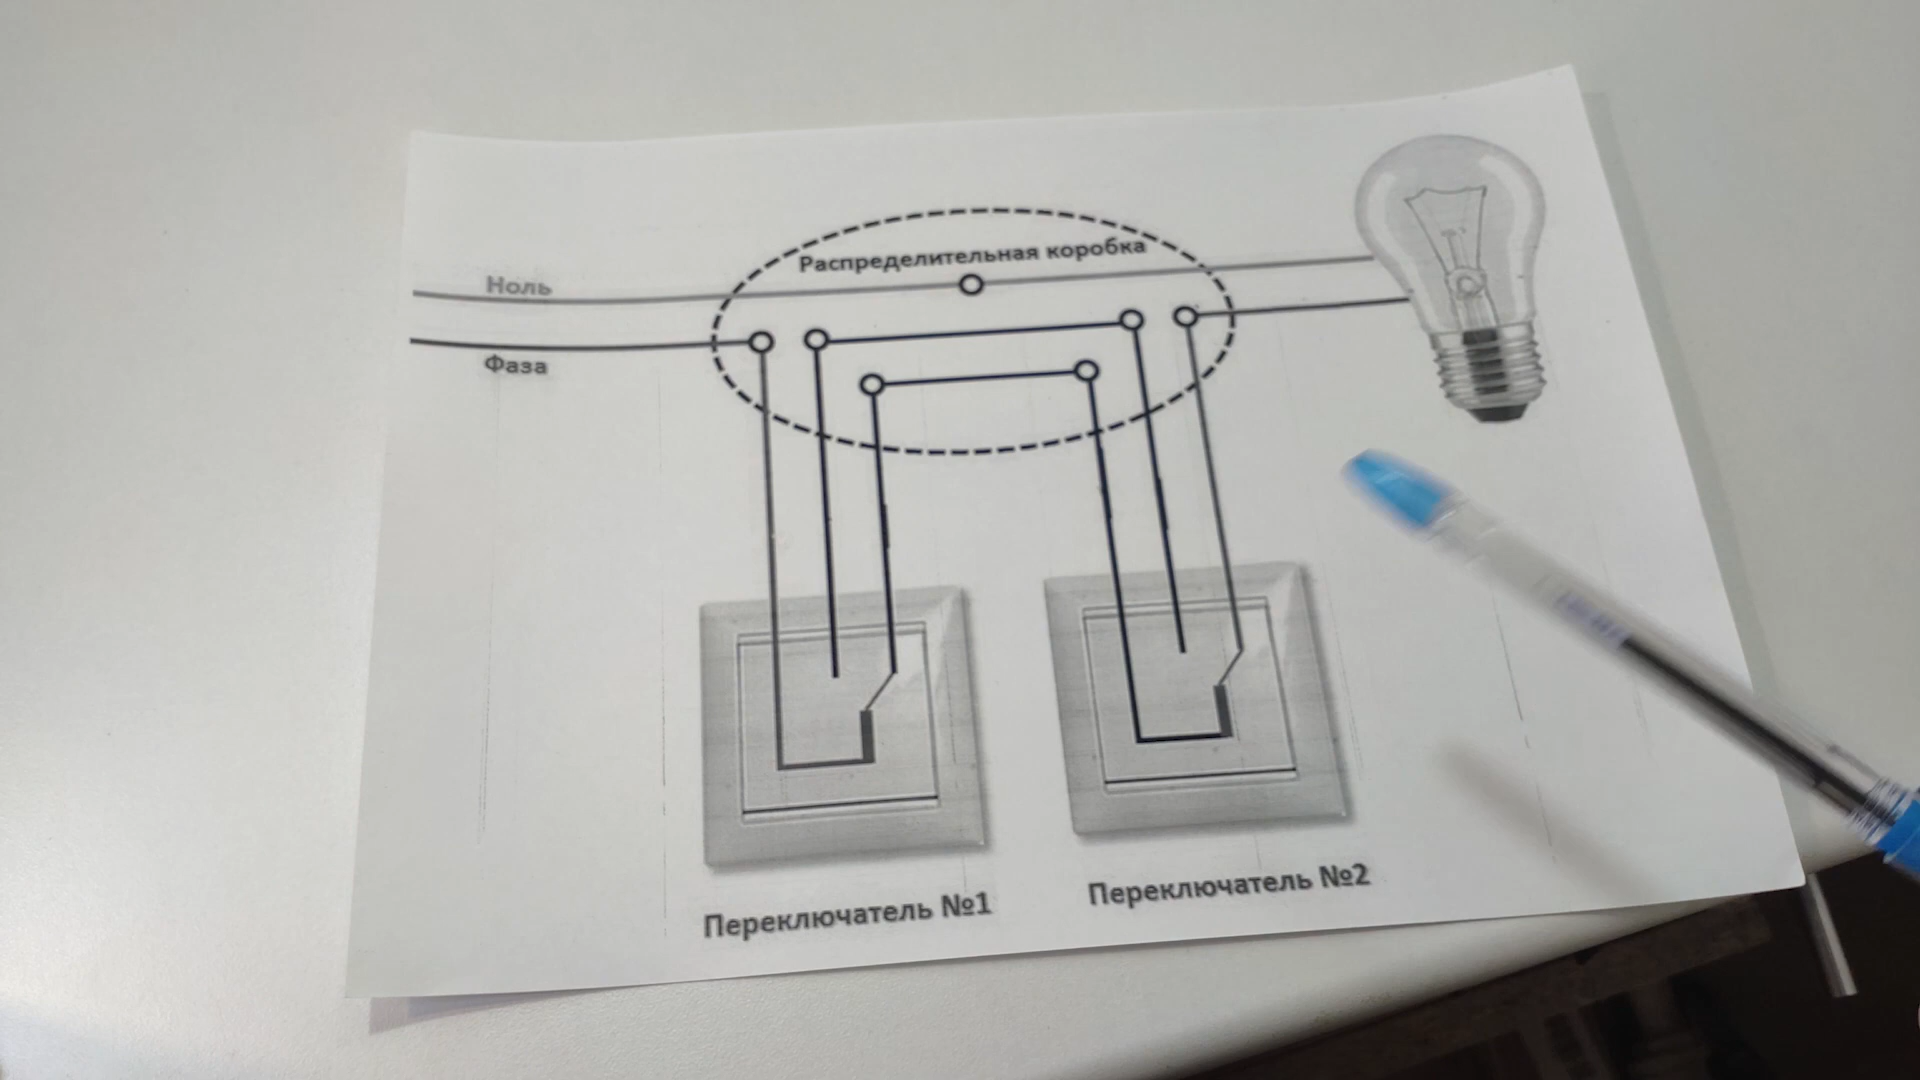 Распределительная коробка
Ноль
Фаза
Переключатель №1
Переключатель №2